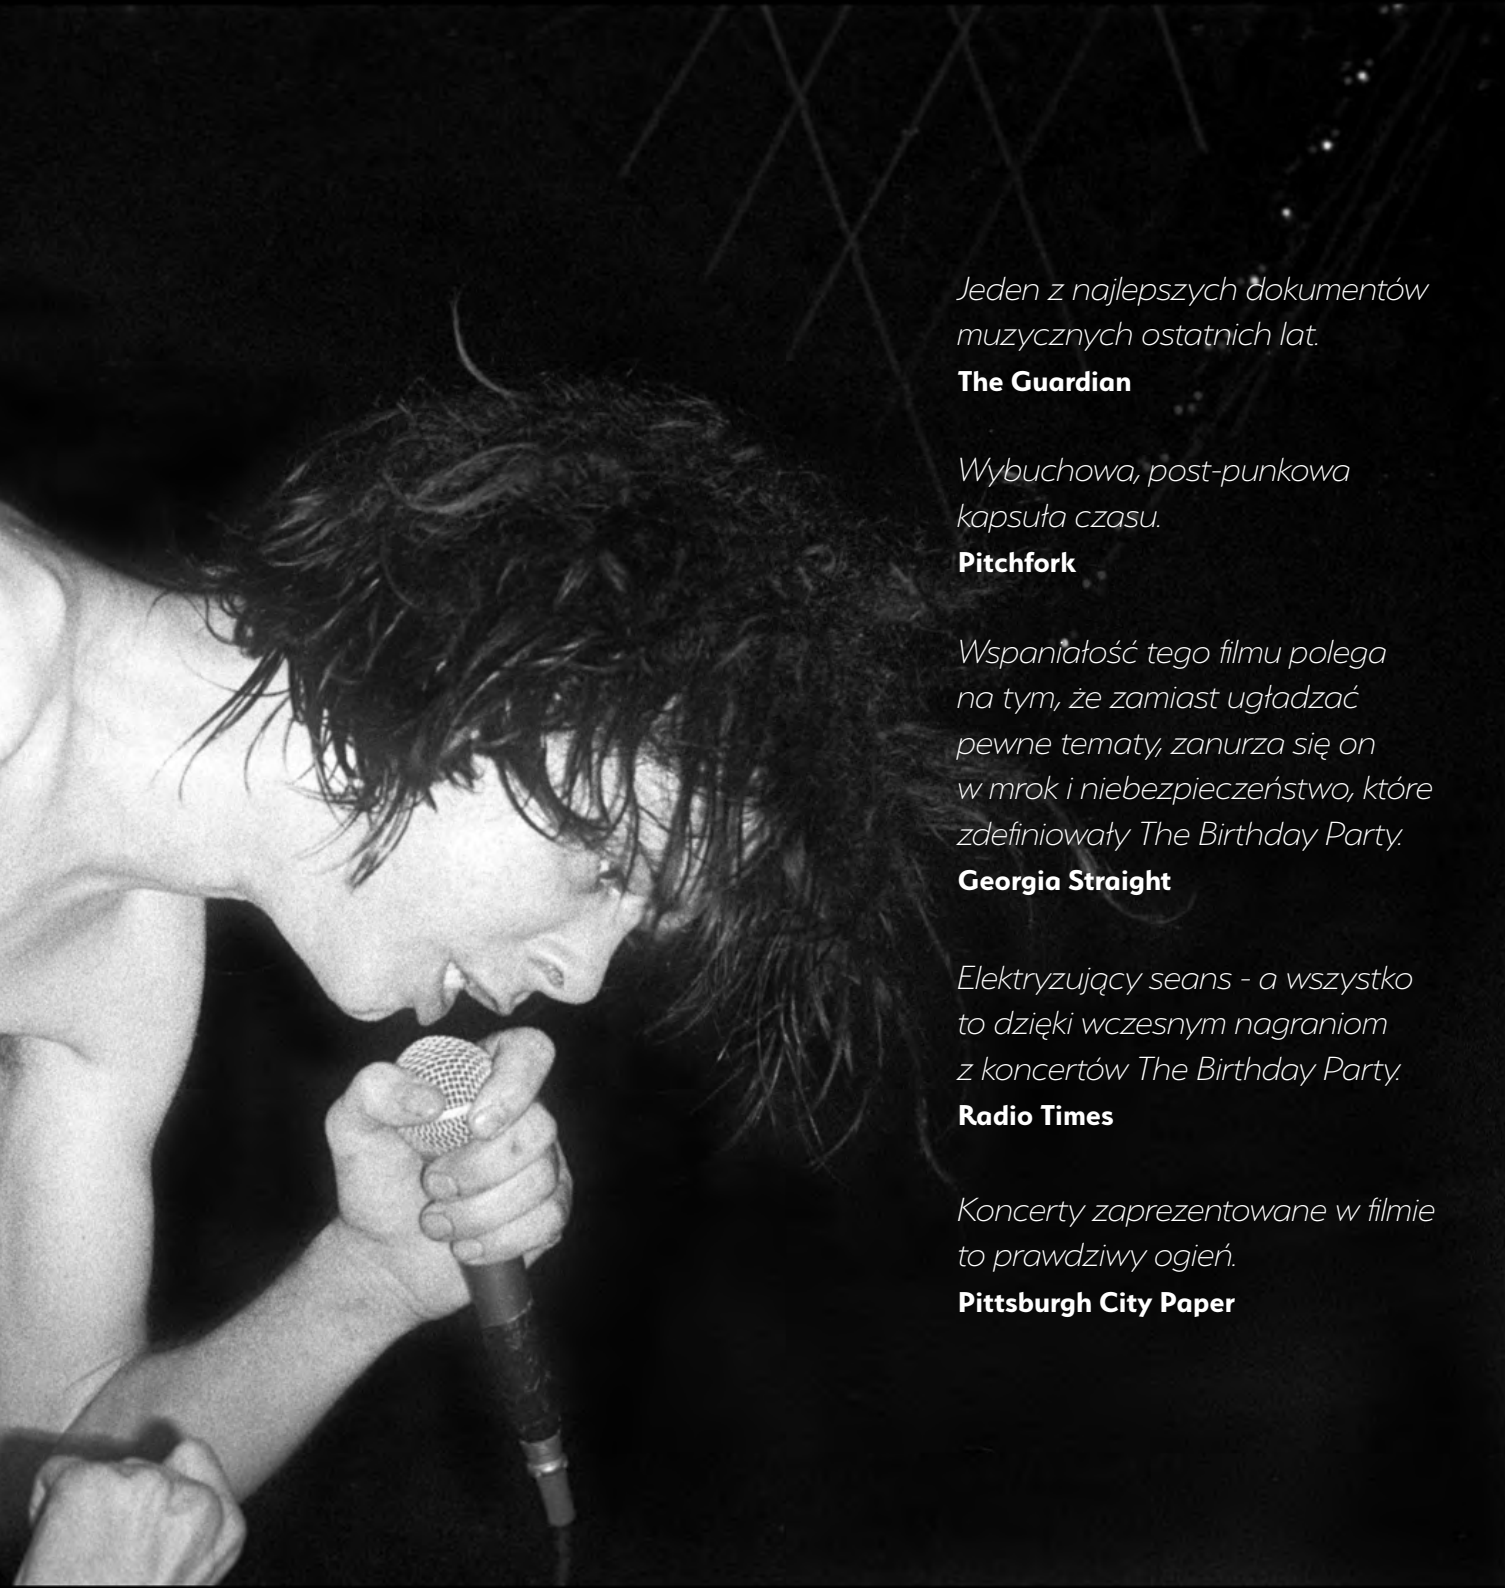 Jeden z najlepszych dokumentów
muzycznych ostatnich lat.
The Guardian
Wybuchowa, post-punkowa
kapsuła czasu.
Pitchfork
Wspaniałość tego filmu polega
na tym, że zamiast ugładzać
pewne tematy, zanurza się on
w mrok i niebezpieczeństwo, które
zdefiniowały The Birthday Party.
Georgia Straight
Elektryzujący seans - a wszystko
to dzięki wczesnym nagraniom
z koncertów The Birthday Party.
Radio Times
Koncerty zaprezentowane w filmie
to prawdziwy ogień.
Pittsburgh City Paper